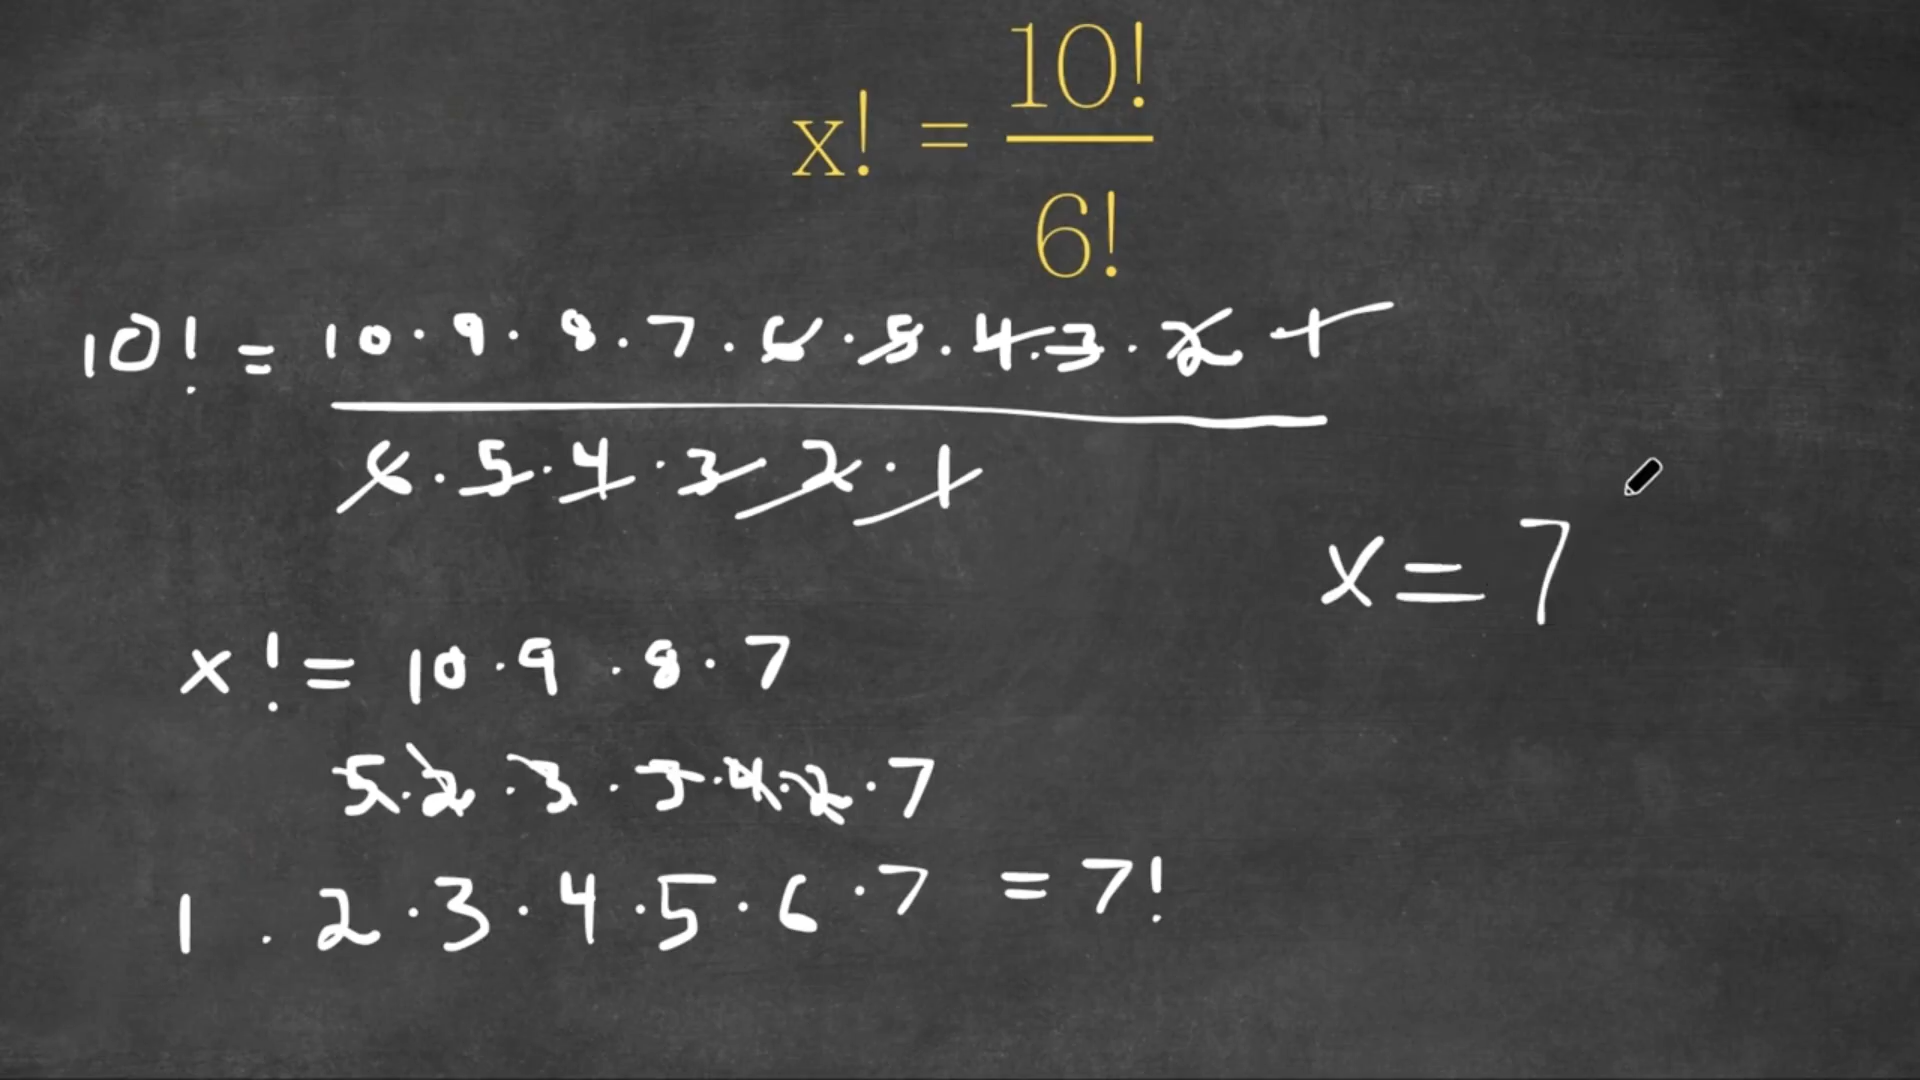 x! = 10!/6!
10! = 10 · 9 · 8 · 7 · 6 · 5 · 4 · 3 · 2 1
6 · 5 · 4 · 3 2 · 1
x = 7
x! = 10 · 9 · 8 · 7
5 · 2 · 3 · 3 · 4 · 2 · 7
1 · 2 · 3 · 4 · 5 · 6 · 7 = 7!